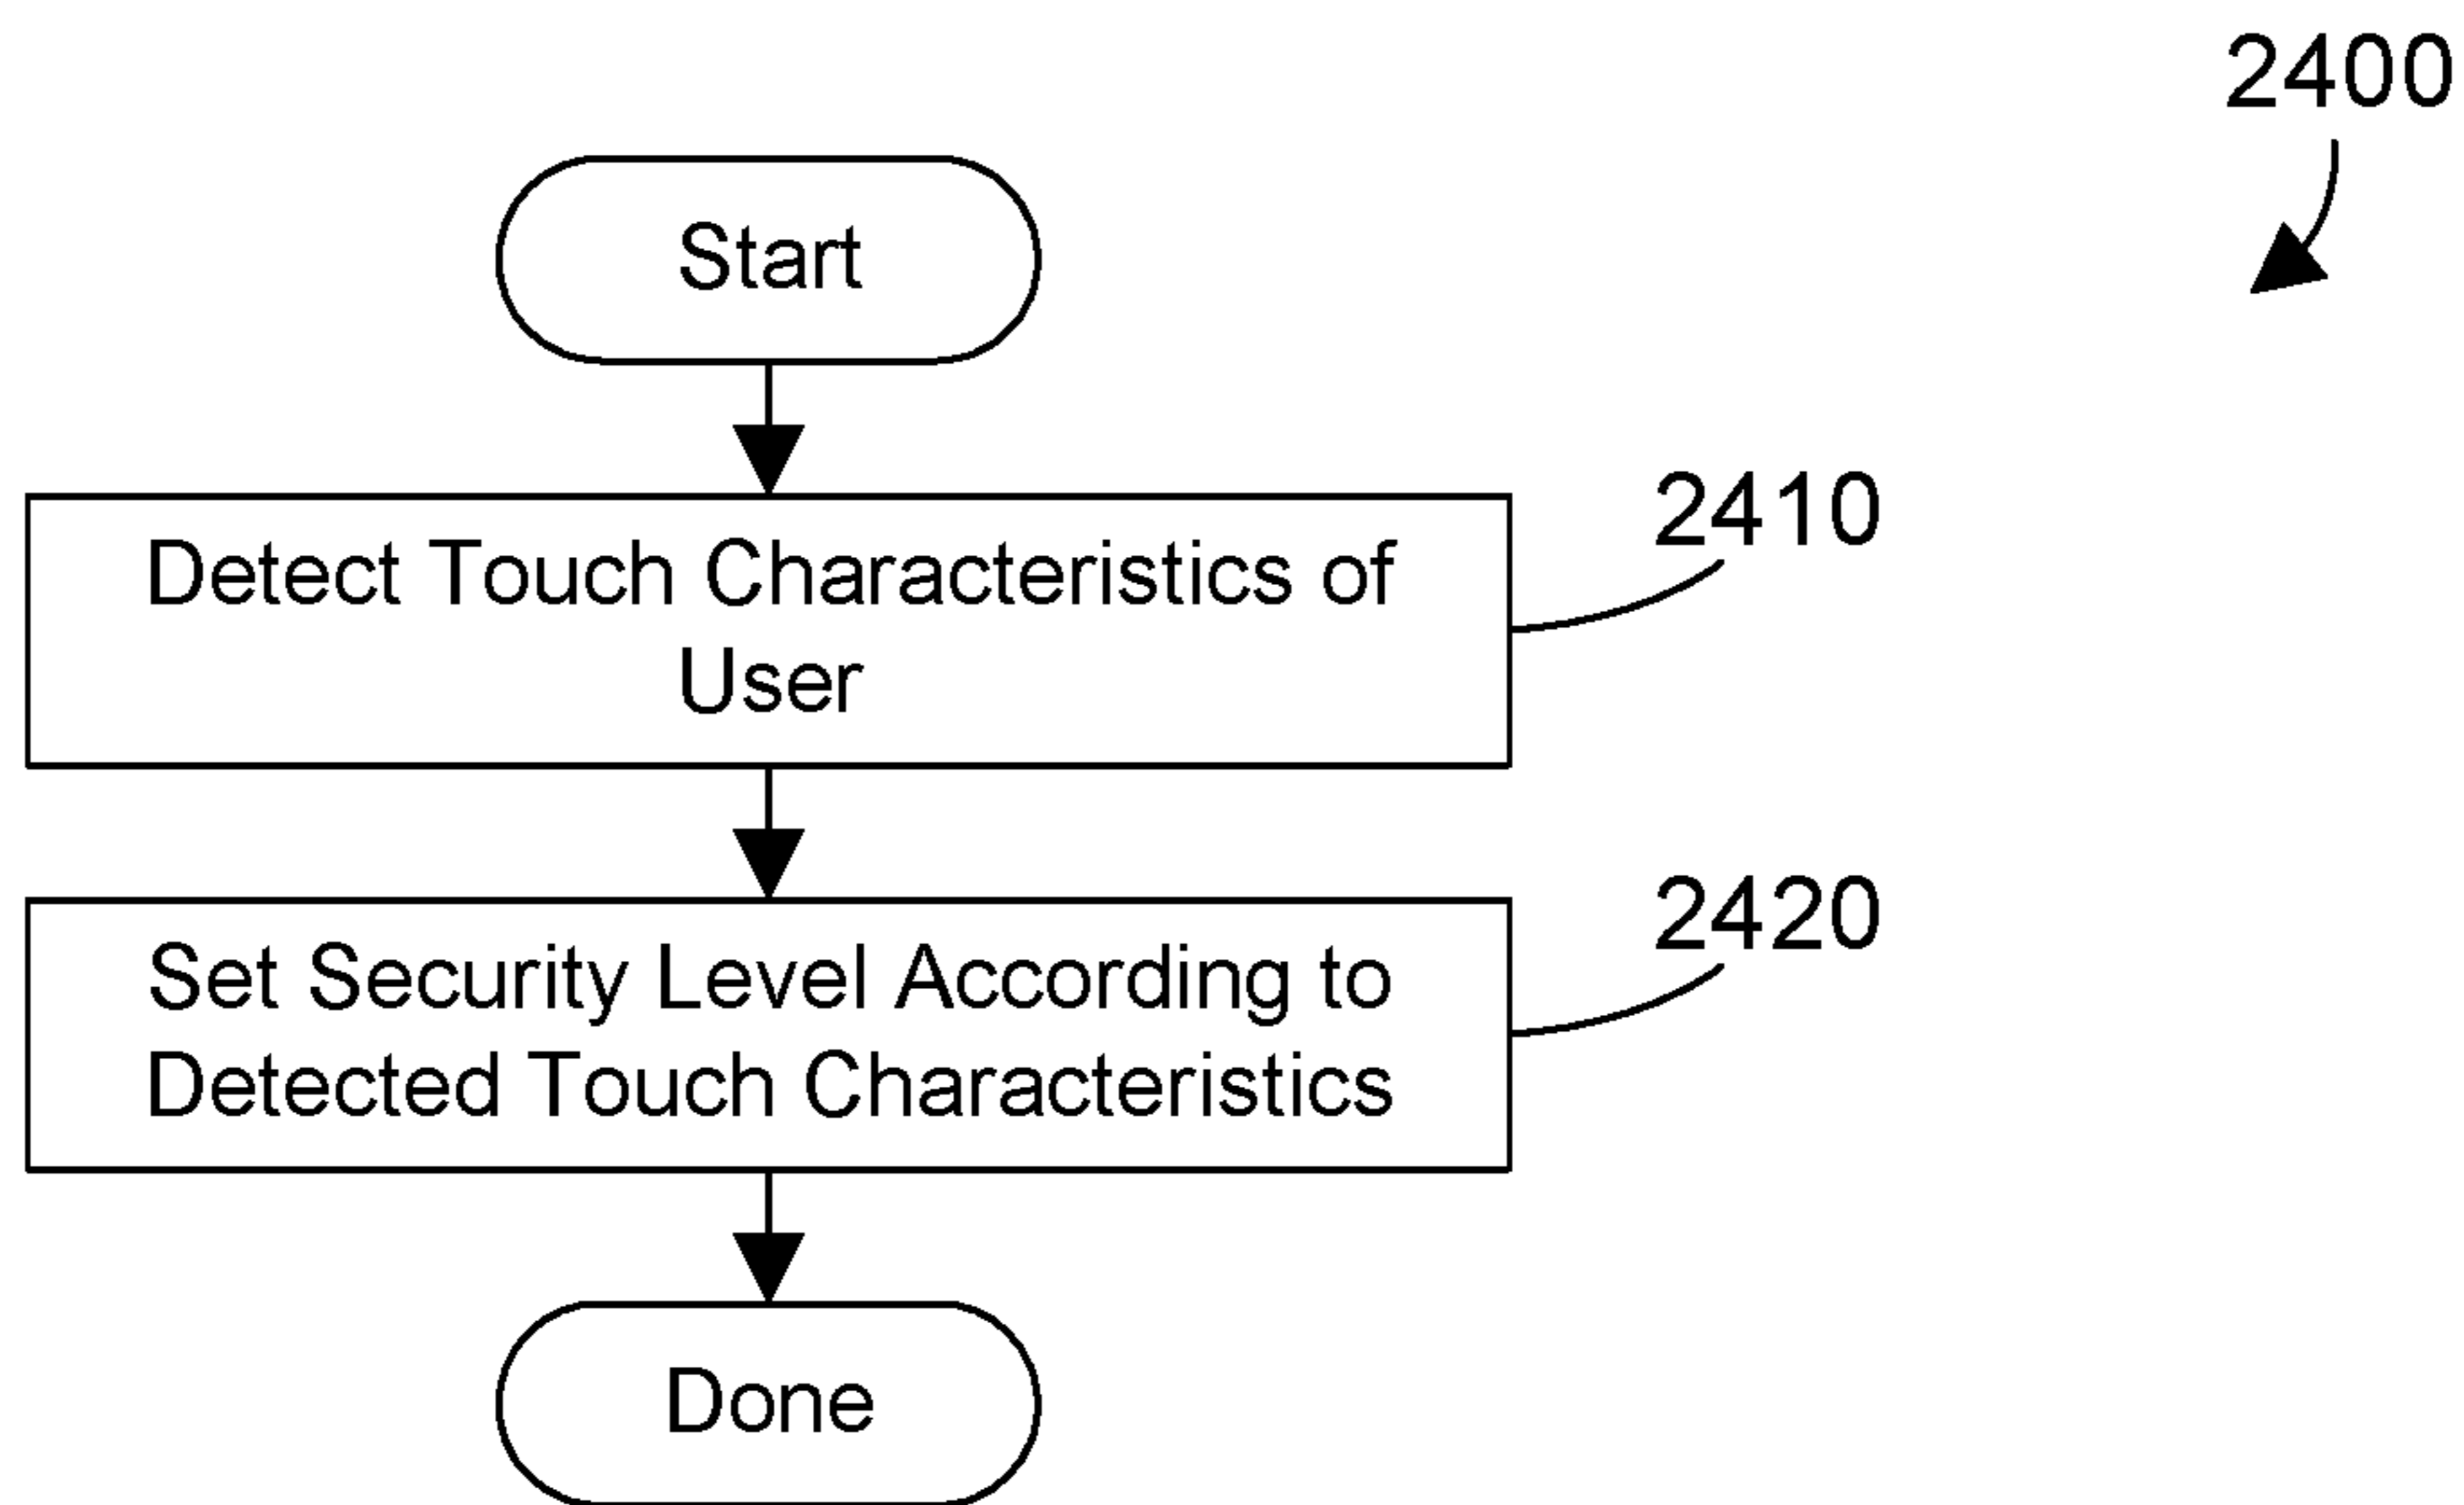 2400
Start
2410
Detect Touch Characteristics of
User
2420
Set Security Level According to
Detected Touch Characteristics
Done